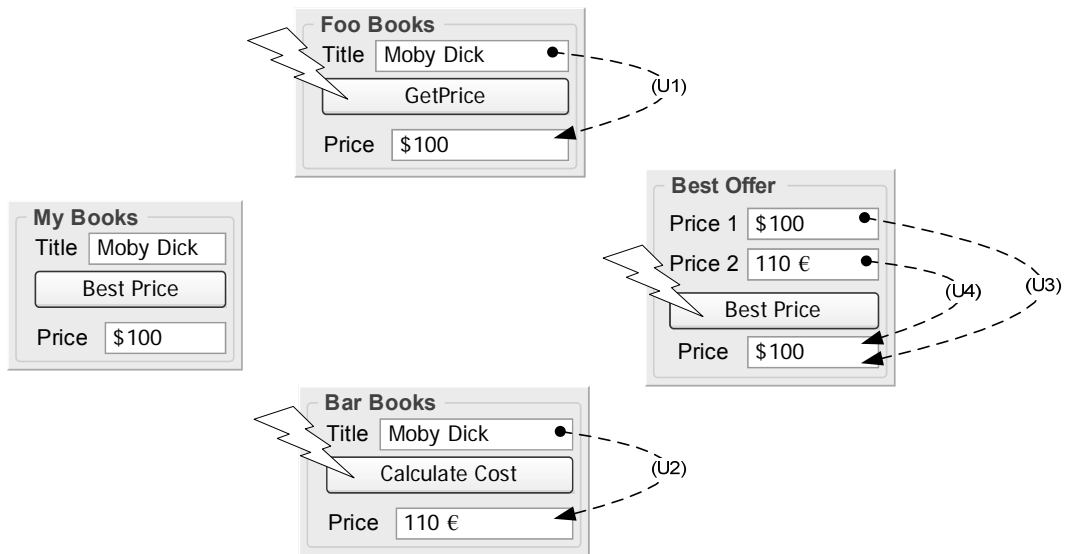 Foo Books
Title Moby Dick
GetPrice
Price $100
(U1)
My Books
Title Moby Dick
Best Price
Price $100
Best Offer
Price 1 $100
Price 2 110 €
Best Price
Price $100
(U4)
(U3)
Bar Books
Title Moby Dick
Calculate Cost
Price 110 €
(U2)